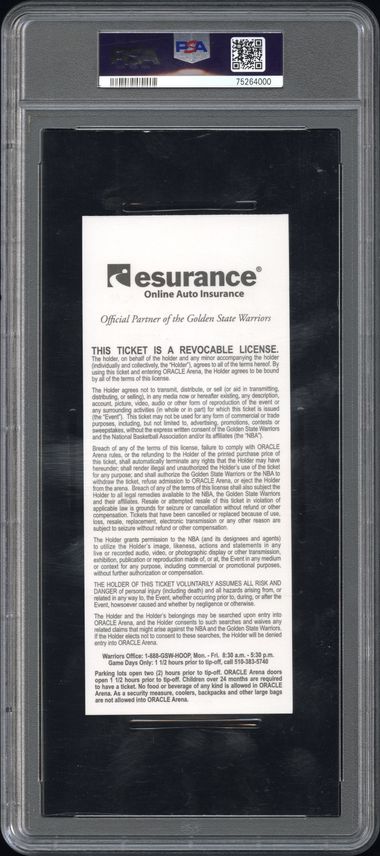 PSA
75264000
esurance®
Online Auto Insurance
Official Partner of the Golden State Warriors
THIS TICKET IS A REVOCABLE LICENSE.
The holder, on behalf of the holder and any minor accompanying the holder
(individually and collectively, the "Holder"), agrees to all of the terms hereof. By
using this ticket and entering ORACLE Arena, the Holder agrees to be bound
by all of the terms of this license.
The Holder agrees not to transmit, distribute, or sell (or aid in transmitting,
distributing, or selling), in any media now or hereafter existing, any description,
account, picture, video, audio or other form of reproduction of the event or
any surrounding activities (in whole or in part) for which this ticket is issued
(the "Event"). This ticket may not be used for any form of commercial or trade
purposes, including, but not limited to, advertising, promotions, contests or
sweepstakes, without the express written consent of the Golden State Warriors
and the National Basketball Association and/or its affiliates (the "NBA").
Breach of any of the terms of this license, failure to comply with ORACLE
Arena rules, or the refunding to the Holder of the printed purchase price of
this ticket, shall automatically terminate any rights that the Holder may have
hereunder; shall render illegal and unauthorized the Holder's use of the ticket
for any purpose; and shall authorize the Golden State Warriors or the NBA to
withdraw the ticket, refuse admission to ORACLE Arena, or eject the Holder
from the arena. Breach of any of the terms of this license shall also subject the
Holder to all legal remedies available to the NBA, the Golden State Warriors
and their affiliates. Resale or attempted resale of this ticket in violation of
applicable law is grounds for seizure or cancellation without refund or other
compensation. Tickets that have been cancelled or replaced because of use,
loss, resale, replacement, electronic transmission or any other reason are
subject to seizure without refund or other compensation.
The Holder grants permission to the NBA (and its designees and agents)
to utilize the Holder's image, likeness, actions and statements in any
live or recorded audio, video, or photographic display or other transmission,
exhibition, publication or reproduction made of, or at, the Event in any medium
or context for any purpose, including commercial or promotional purposes,
without further authorization or compensation.
THE HOLDER OF THIS TICKET VOLUNTARILY ASSUMES ALL RISK AND
DANGER of personal injury (including death) and all hazards arising from, or
related in any way to, the Event, whether occurring prior to, during, or after the
Event, howsoever caused and whether by negligence or otherwise.
The Holder and the Holder's belongings may be searched upon entry into
ORACLE Arena, and the Holder consents to such searches and waives any
related claims that might arise against the NBA and the Golden State Warriors.
If the Holder elects not to consent to these searches, the Holder will be denied
entry into ORACLE Arena.
Warriors Office: 1-888-GSW-HOOP, Mon. - Fri. 8:30 a.m. - 5:30 p.m.
Game Days Only: 1 1/2 hours prior to tip-off, call 510-383-5740
Parking lots open two (2) hours prior to tip-off. ORACLE Arena doors
open 1 1/2 hours prior to tip-off. Children over 24 months are required
to have a ticket. No food or beverage of any kind is allowed in ORACLE
Arena. As a security measure, coolers, backpacks and other large bags
are not allowed into ORACLE Arena.